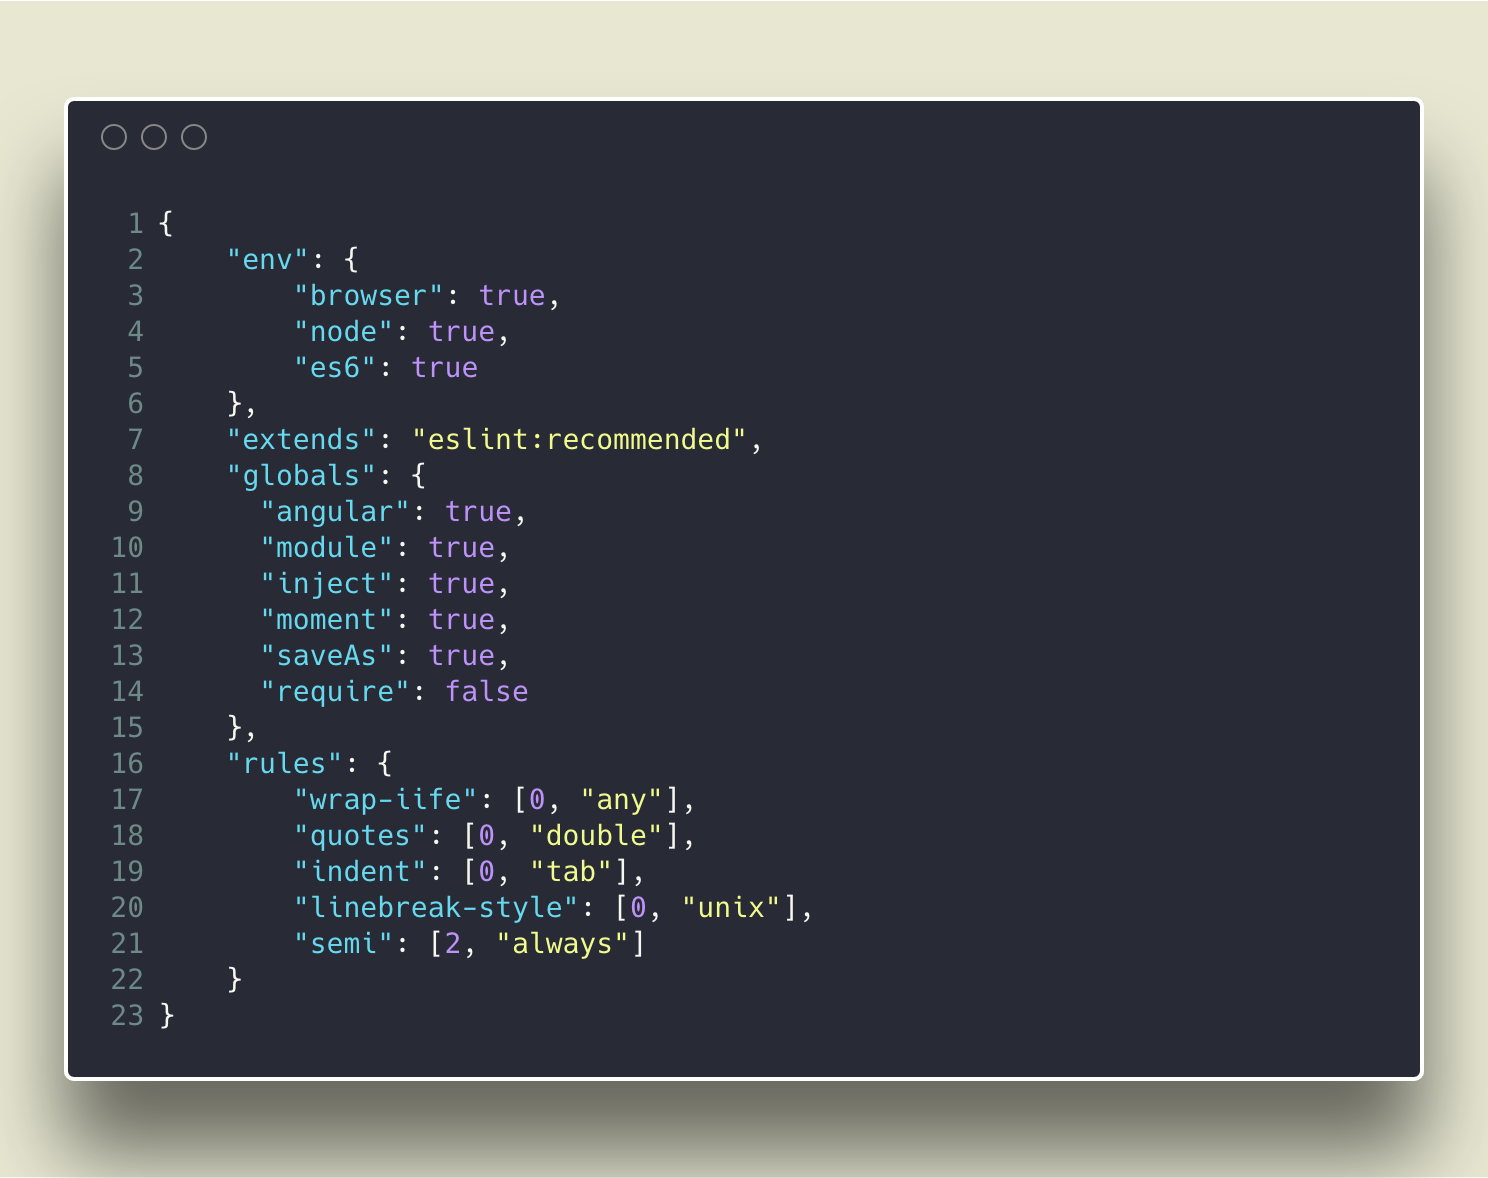 1 {
2     "env": {
3         "browser": true,
4         "node": true,
5         "es6": true
6     },
7     "extends": "eslint:recommended",
8     "globals": {
9       "angular": true,
10       "module": true,
11       "inject": true,
12       "moment": true,
13       "saveAs": true,
14       "require": false
15     },
16     "rules": {
17         "wrap-iife": [0, "any"],
18         "quotes": [0, "double"],
19         "indent": [0, "tab"],
20         "linebreak-style": [0, "unix"],
21         "semi": [2, "always"]
22     }
23 }